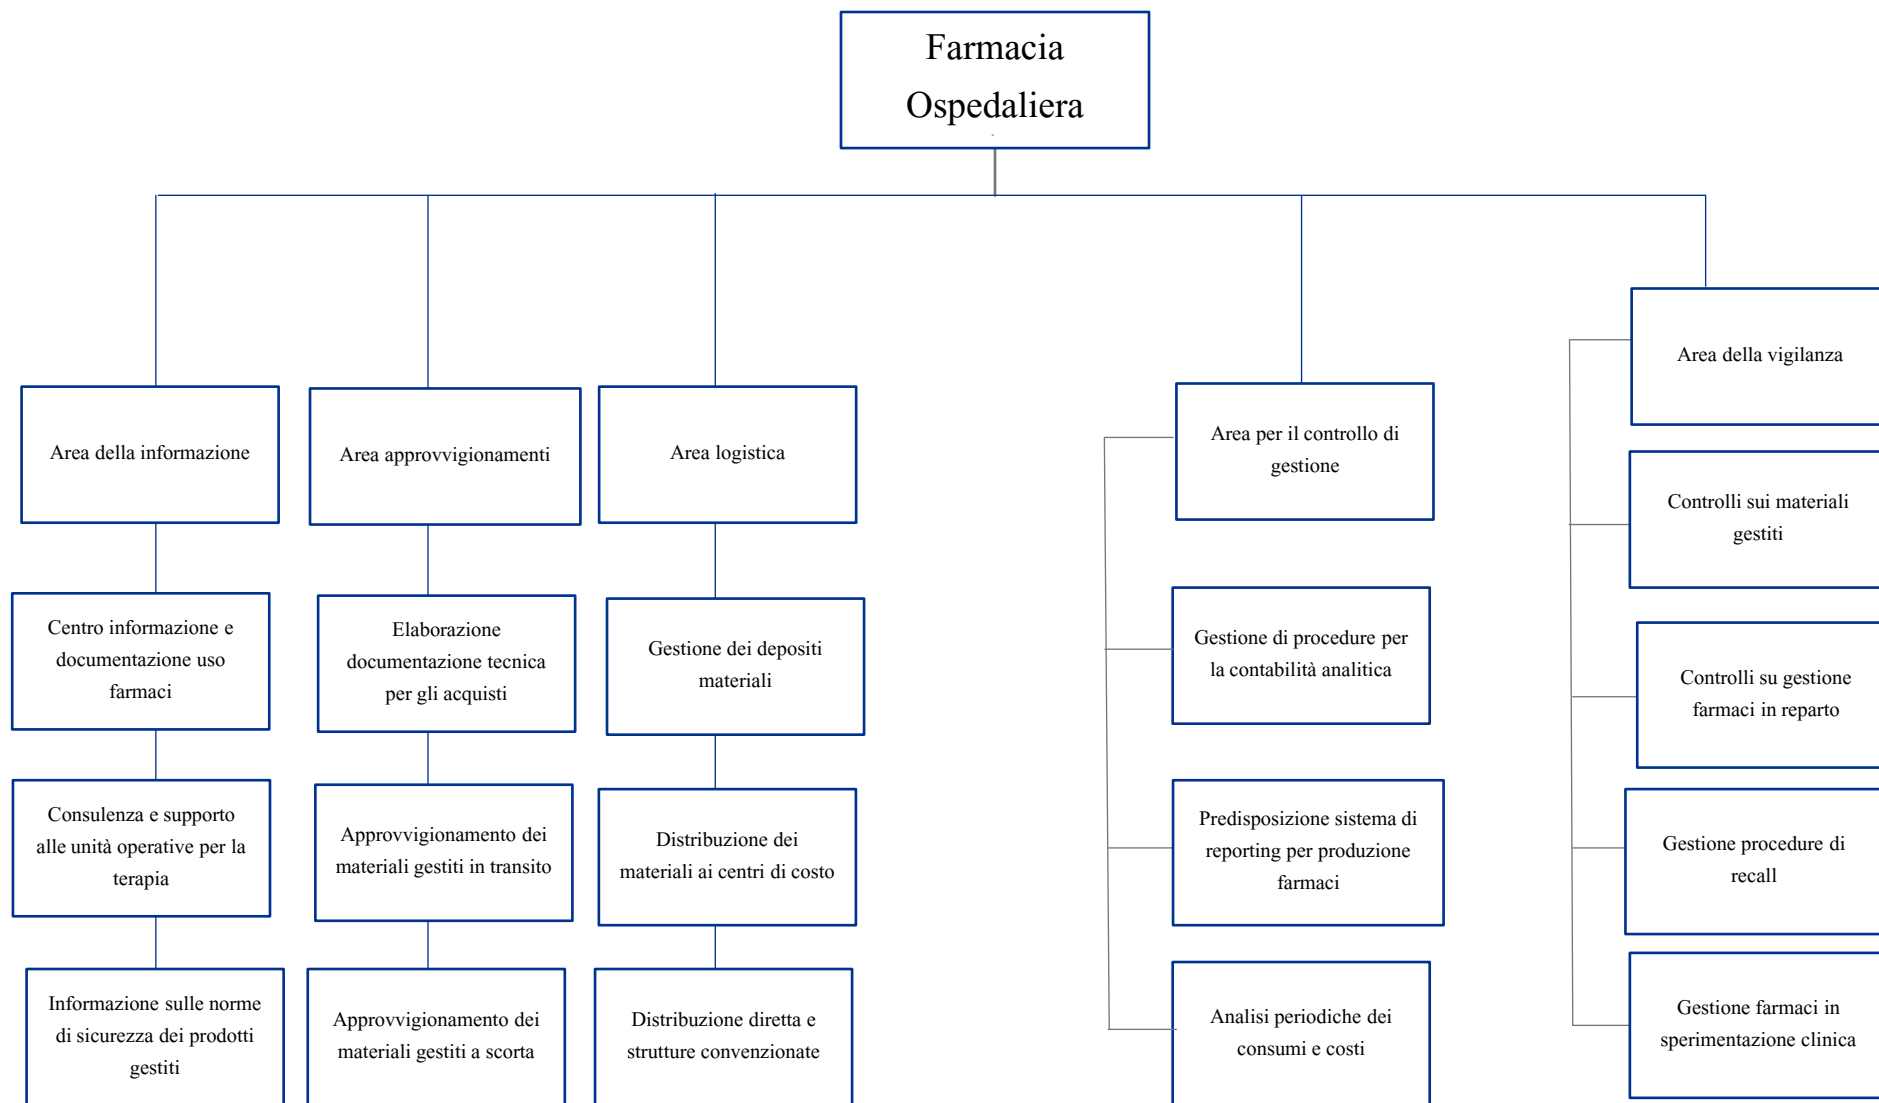 Farmacia
Ospedaliera
.
Area della informazione
Centro informazione e
documentazione uso
farmaci
Consulenza e supporto
alle unità operative per la
terapia
Informazione sulle norme
di sicurezza dei prodotti
gestiti
Area approvvigionamenti
Elaborazione
documentazione tecnica
per gli acquisti
Approvvigionamento dei
materiali gestiti in transito
Approvvigionamento dei
materiali gestiti a scorta
Area logistica
Gestione dei depositi
materiali
Distribuzione dei
materiali ai centri di costo
Distribuzione diretta e
strutture convenzionate
Area per il controllo di
gestione
Gestione di procedure per
la contabilità analitica
Predisposizione sistema di
reporting per produzione
farmaci
Analisi periodiche dei
consumi e costi
Area della vigilanza
Controlli sui materiali
gestiti
Controlli su gestione
farmaci in reparto
Gestione procedure di
recall
Gestione farmaci in
sperimentazione clinica